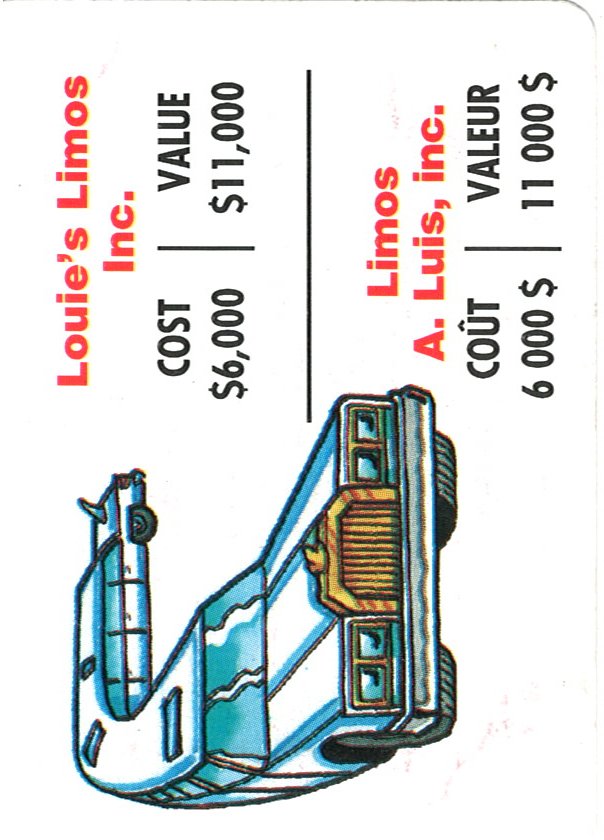 Louie's Limos
Inc.
COST | VALUE
$6,000 | $11,000
Limos
A. Luis, inc.
COÛT | VALEUR
6 000 $ | 11 000 $